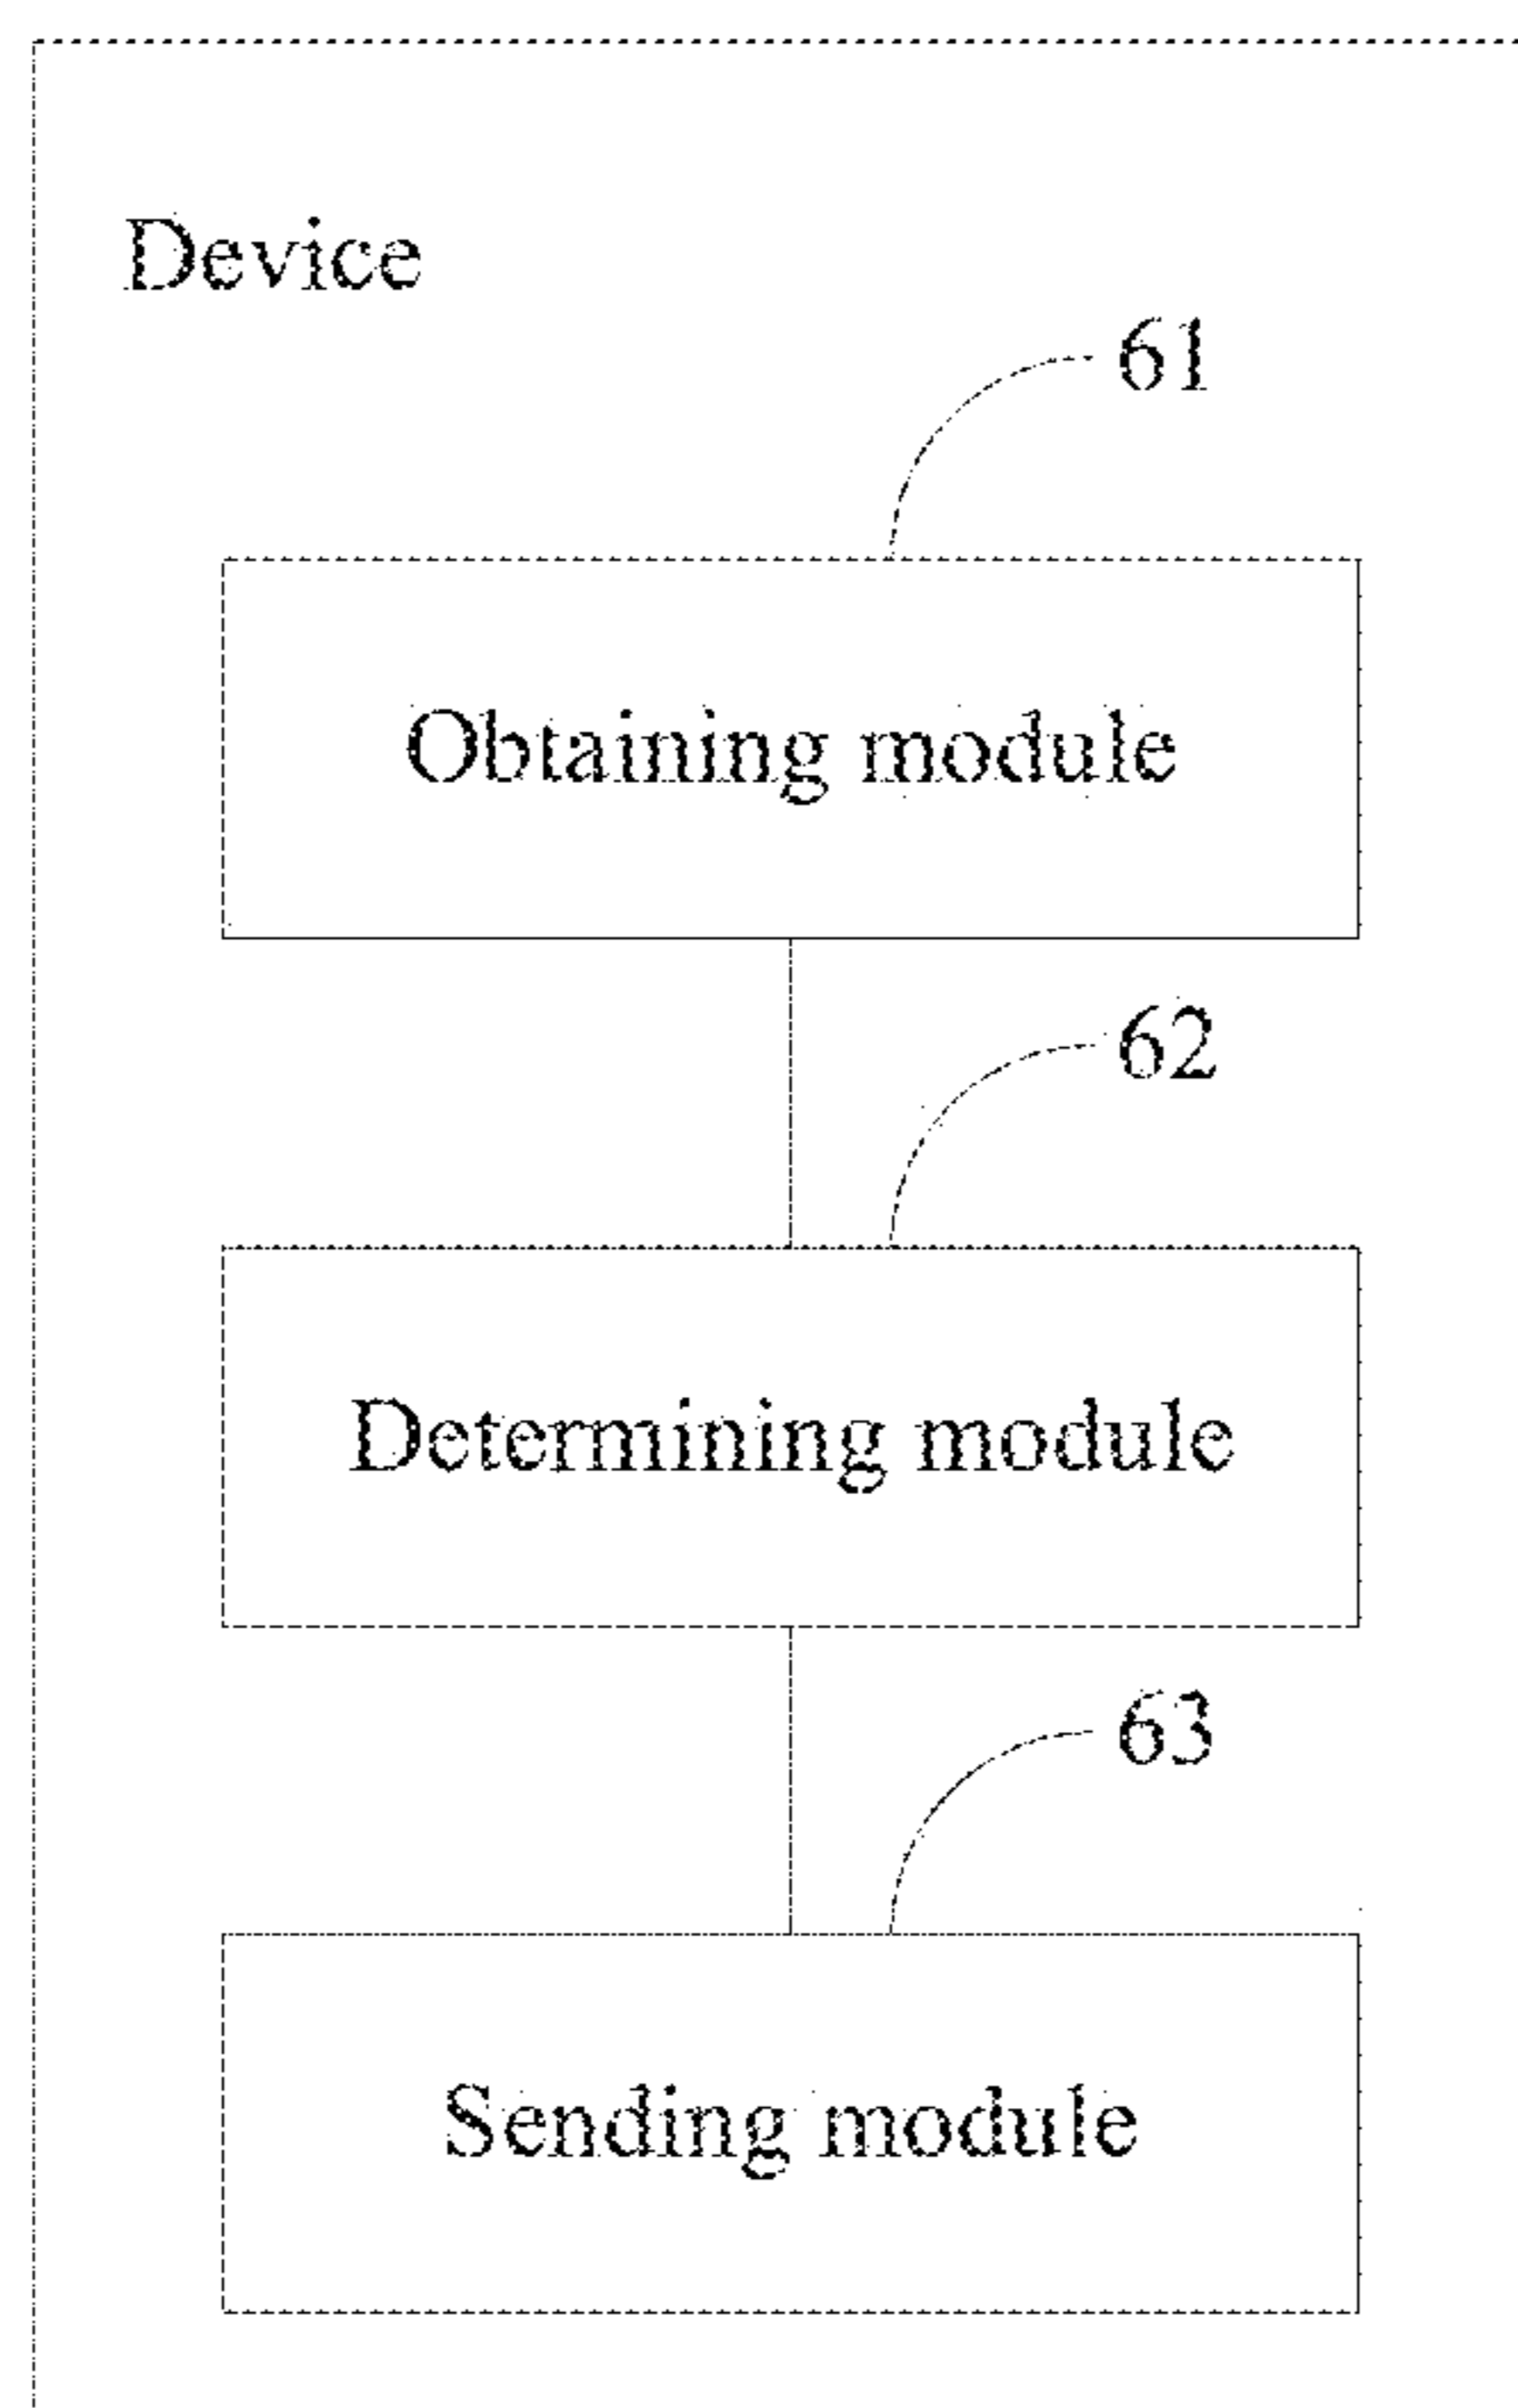 Device
61
Obtaining module
62
Determining module
63
Sending module